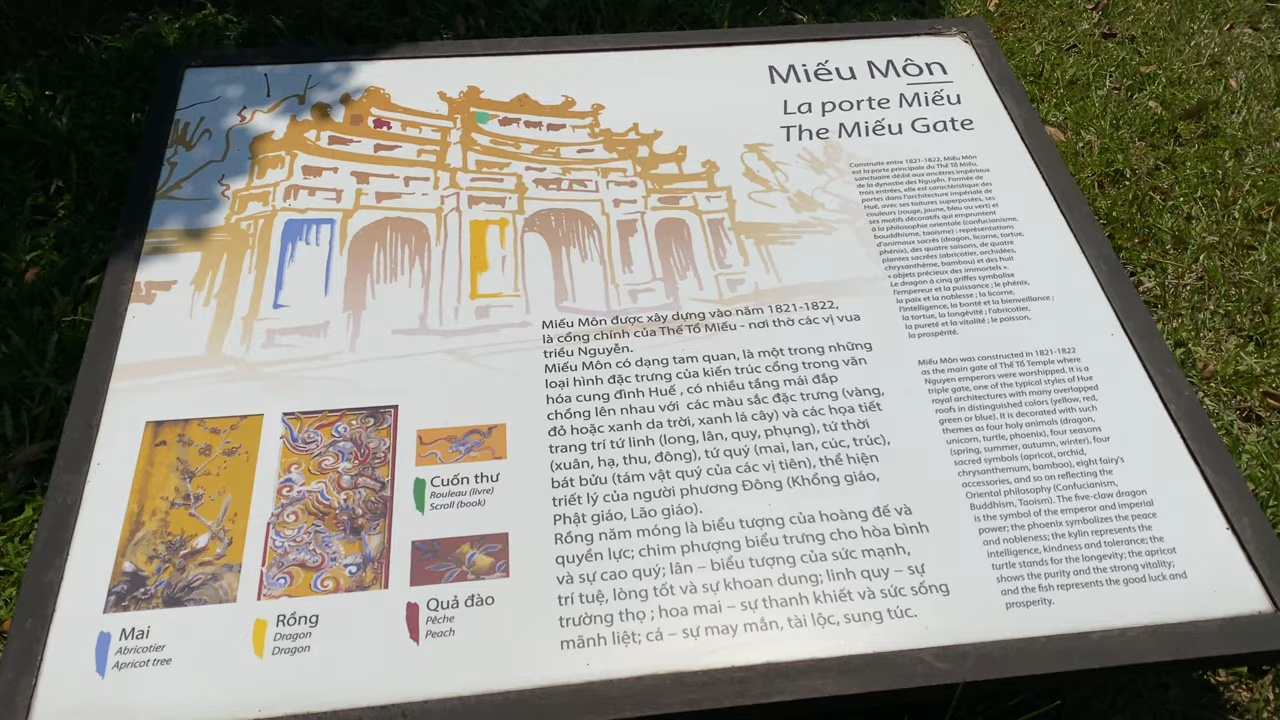 Miếu Môn
La porte Miếu
The Miếu Gate
Construite entre 1821-1822, Miếu Môn
est la porte principale du Thế Tổ Miếu,
sanctuaire dédié aux ancêtres impériaux
de la dynastie des Nguyễn. Formée de
trois entrées, elle est caractéristique des
portes dans l'architecture impériale de
Huế, avec ses toitures superposées, ses
couleurs (rouge, jaune, bleu ou vert) et
ses motifs décoratifs qui empruntent
à la philosophie orientale (confucianisme,
bouddhisme, taoïsme) : représentations
d'animaux sacrés (dragon, licorne, tortue,
phénix), des quatre saisons, de quatre
plantes sacrées (abricotier, orchidées,
chrysanthème, bambou) et des huit
« objets précieux des immortels ».
Le dragon à cinq griffes symbolise
l'empereur et la puissance ; le phénix,
la paix et la noblesse ; la licorne,
l'intelligence, la bonté et la bienveillance ;
la tortue, la longévité ; l'abricotier,
la pureté et la vitalité ; le poisson,
la prospérité.
Miếu Môn được xây dựng vào năm 1821-1822,
là cổng chính của Thế Tổ Miếu - nơi thờ các vị vua
triều Nguyễn.
Miếu Môn có dạng tam quan, là một trong những
loại hình đặc trưng của kiến trúc cổng trong văn
hóa cung đình Huế , có nhiều tầng mái đắp
chồng lên nhau với các màu sắc đặc trưng (vàng,
đỏ hoặc xanh da trời, xanh lá cây) và các họa tiết
trang trí tứ linh (long, lân, quy, phụng), tứ thời
(xuân, hạ, thu, đông), tứ quý (mai, lan, cúc, trúc),
bát bửu (tám vật quý của các vị tiên), thể hiện
triết lý của người phương Đông (Khổng giáo,
Phật giáo, Lão giáo).
Rồng năm móng là biểu tượng của hoàng đế và
quyền lực; chim phượng biểu trưng cho hòa bình
và sự cao quý; lân – biểu tượng của sức mạnh,
trí tuệ, lòng tốt và sự khoan dung; linh quy – sự
trường thọ ; hoa mai – sự thanh khiết và sức sống
mãnh liệt; cá – sự may mắn, tài lộc, sung túc.
Miếu Môn was constructed in 1821-1822
as the main gate of Thế Tổ Temple where
Nguyen emperors were worshipped. It is a
triple gate, one of the typical styles of Hue
royal architectures with many overlapped
roofs in distinguished colors (yellow, red,
green or blue). It is decorated with such
themes as four holy animals (dragon,
unicorn, turtle, phoenix), four seasons
(spring, summer, autumn, winter), four
sacred symbols (apricot, orchid,
chrysanthemum, bamboo), eight fairy's
accessories, and so on reflecting the
Oriental philosophy (Confucianism,
Buddhism, Taoism). The five-claw dragon
is the symbol of the emperor and imperial
power; the phoenix symbolizes the peace
and nobleness; the kylin represents the
intelligence, kindness and tolerance; the
turtle stands for the longevity; the apricot
shows the purity and the strong vitality;
and the fish represents the good luck and
prosperity.
Cuốn thư
Rouleau (livre)
Scroll (book)
Mai
Abricotier
Apricot tree
Rồng
Dragon
Dragon
Quả đào
Pêche
Peach